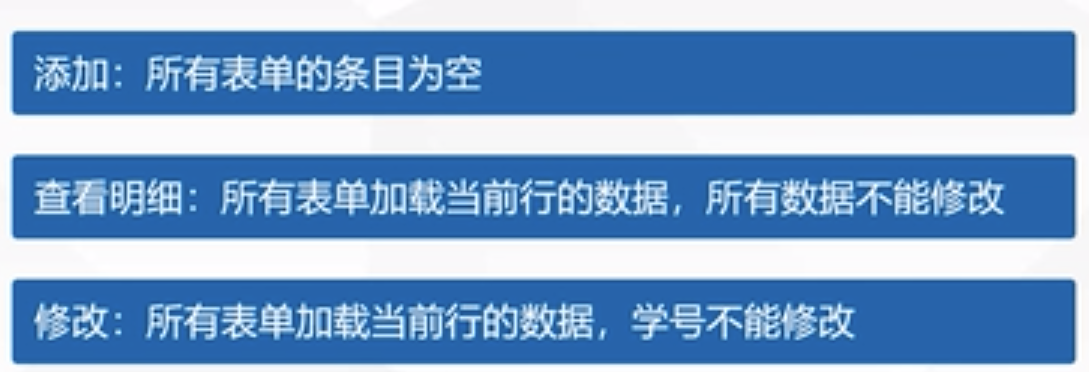 添加：所有表单的条目为空
查看明细：所有表单加载当前行的数据，所有数据不能修改
修改：所有表单加载当前行的数据，学号不能修改